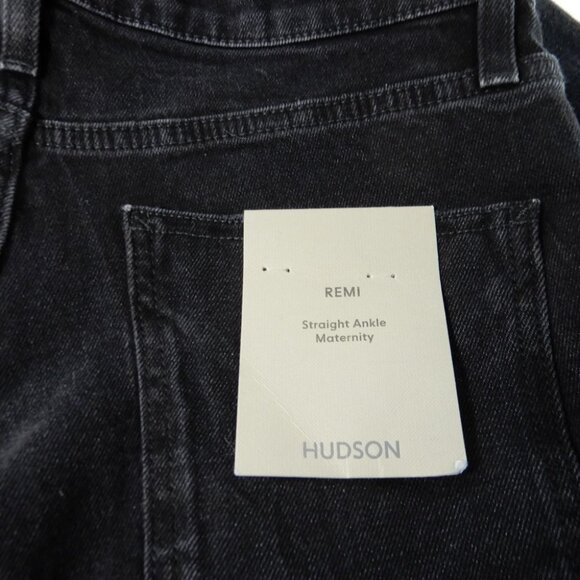 REMI
Straight Ankle
Maternity
HUDSON